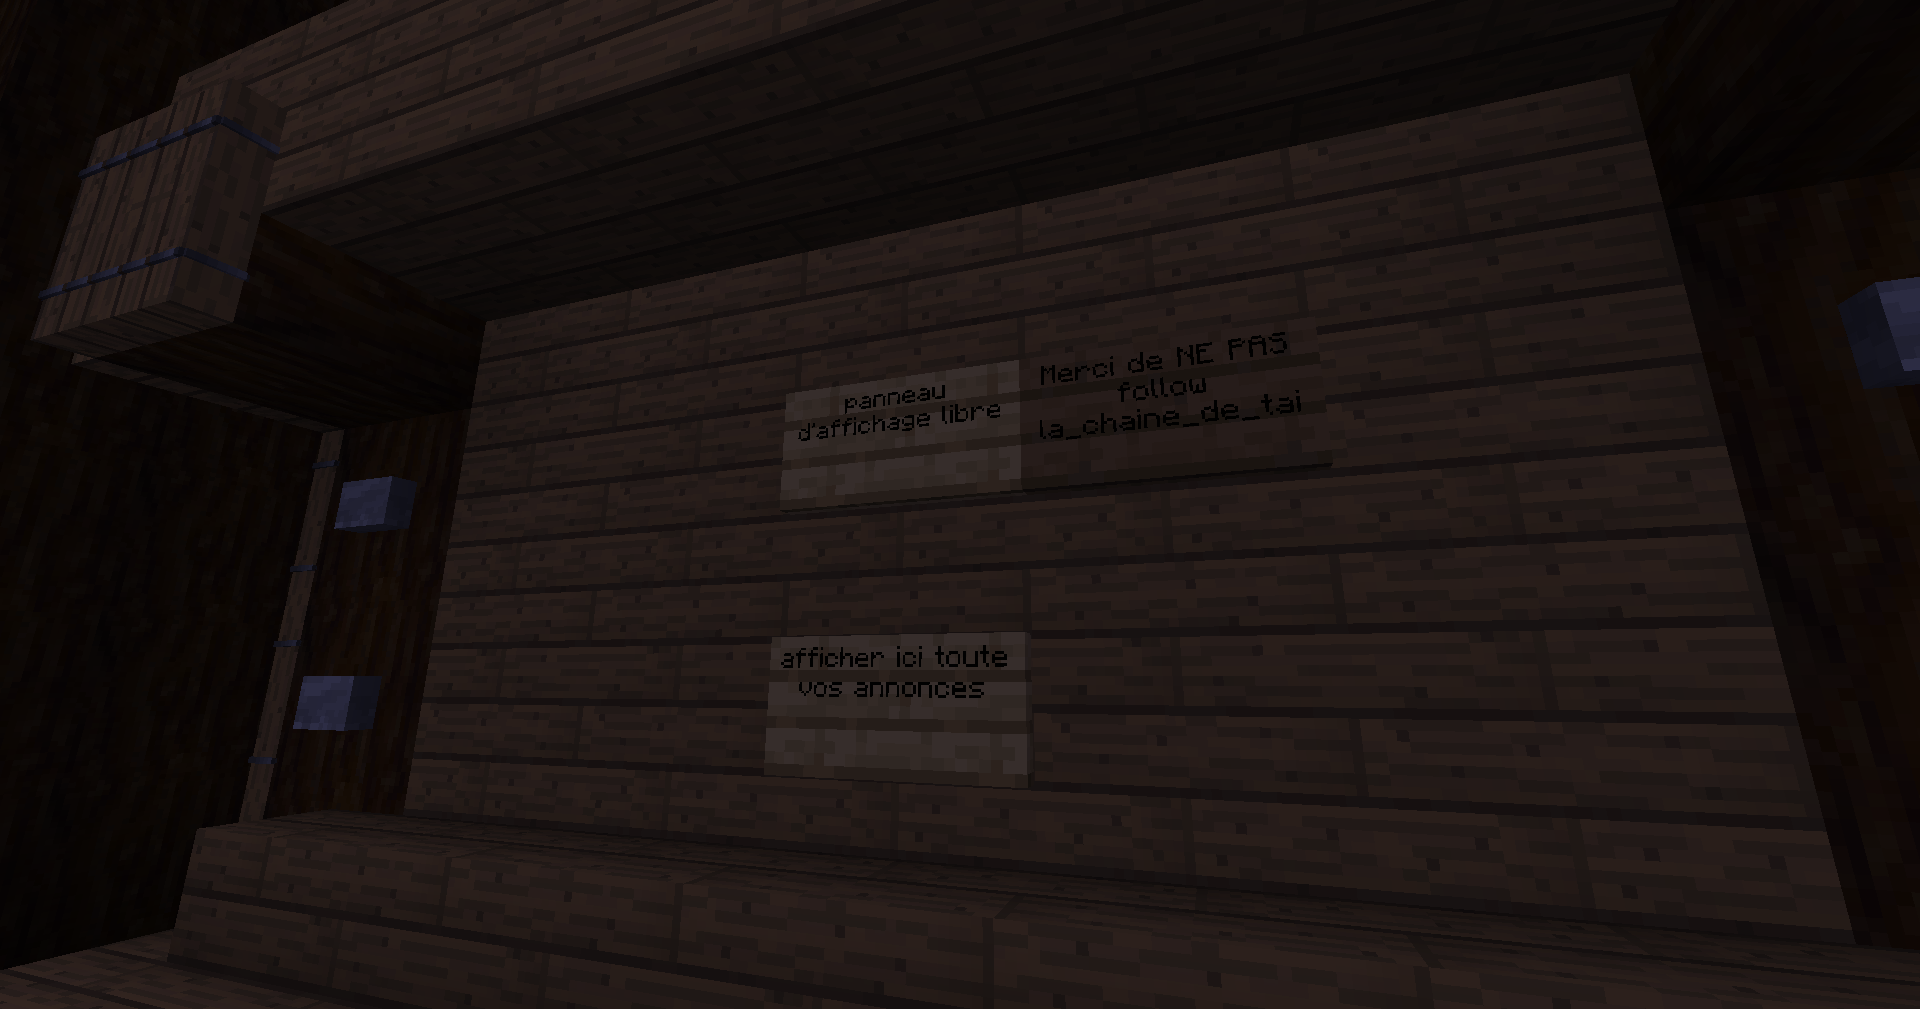 panneau
d'affichage libre
Merci de NE PAS
follow
la_chaine_de_tai
afficher ici toute
vos annonces